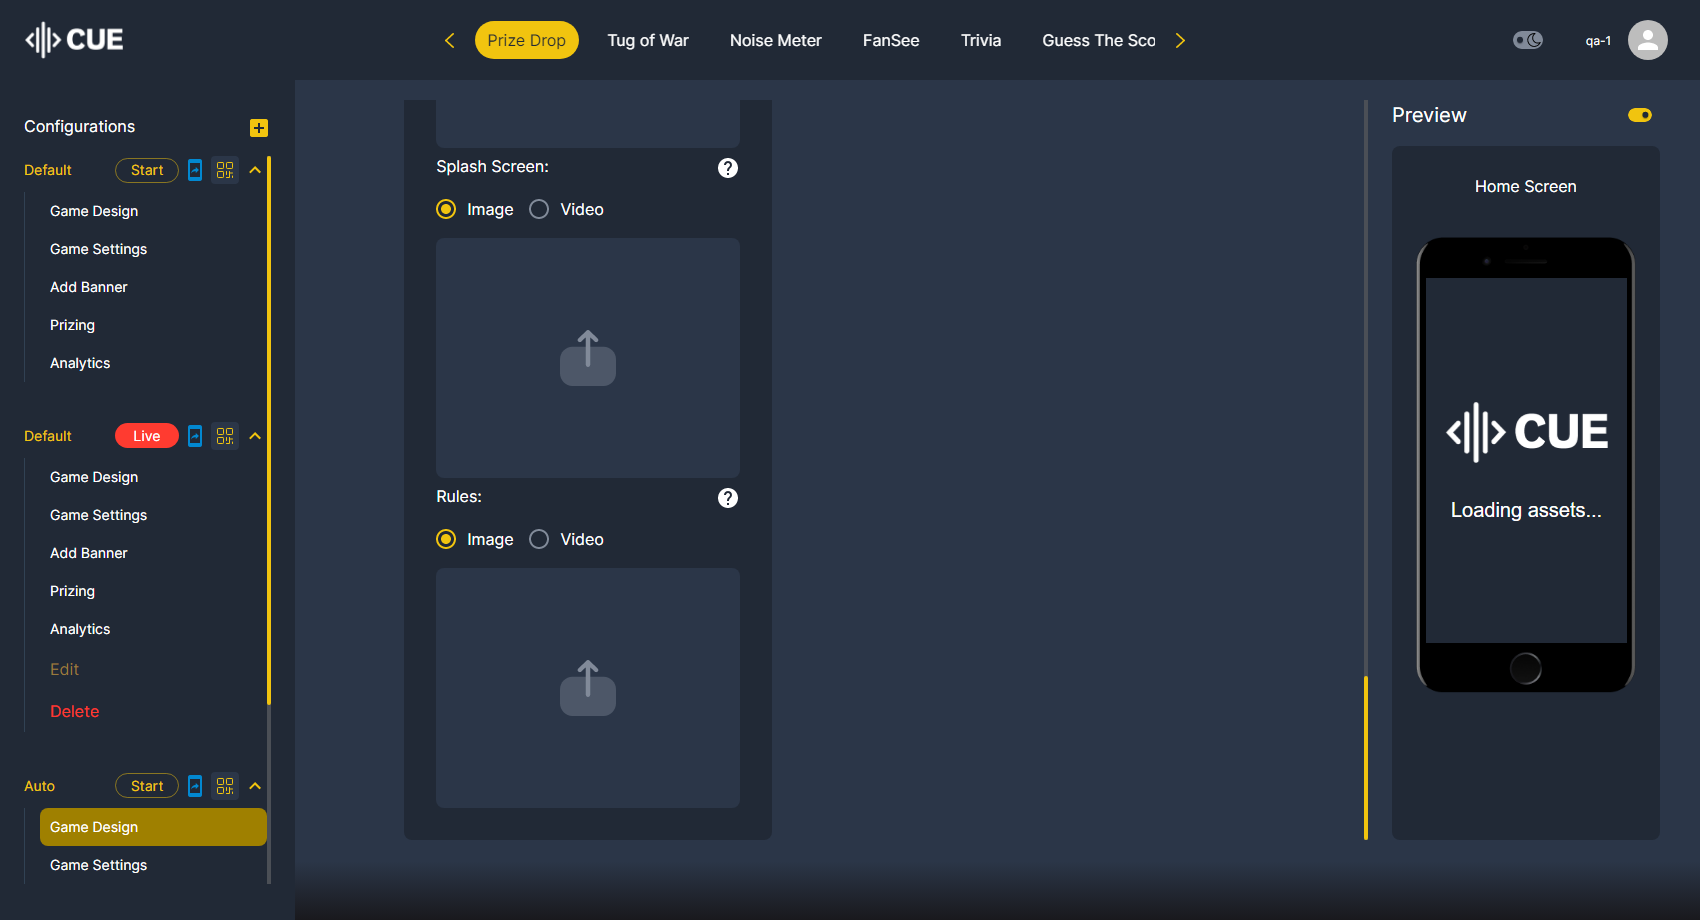 CUE
Prize Drop
Tug of War
Noise Meter
FanSee
Trivia
Guess The Sco
qa-1
Configurations
Default
Start
Game Design
Game Settings
Add Banner
Prizing
Analytics
Default
Live
Game Design
Game Settings
Add Banner
Prizing
Analytics
Edit
Delete
Auto
Start
Game Design
Game Settings
Splash Screen:
?
Image
Video
Rules:
?
Image
Video
Preview
Home Screen
CUE
Loading assets...